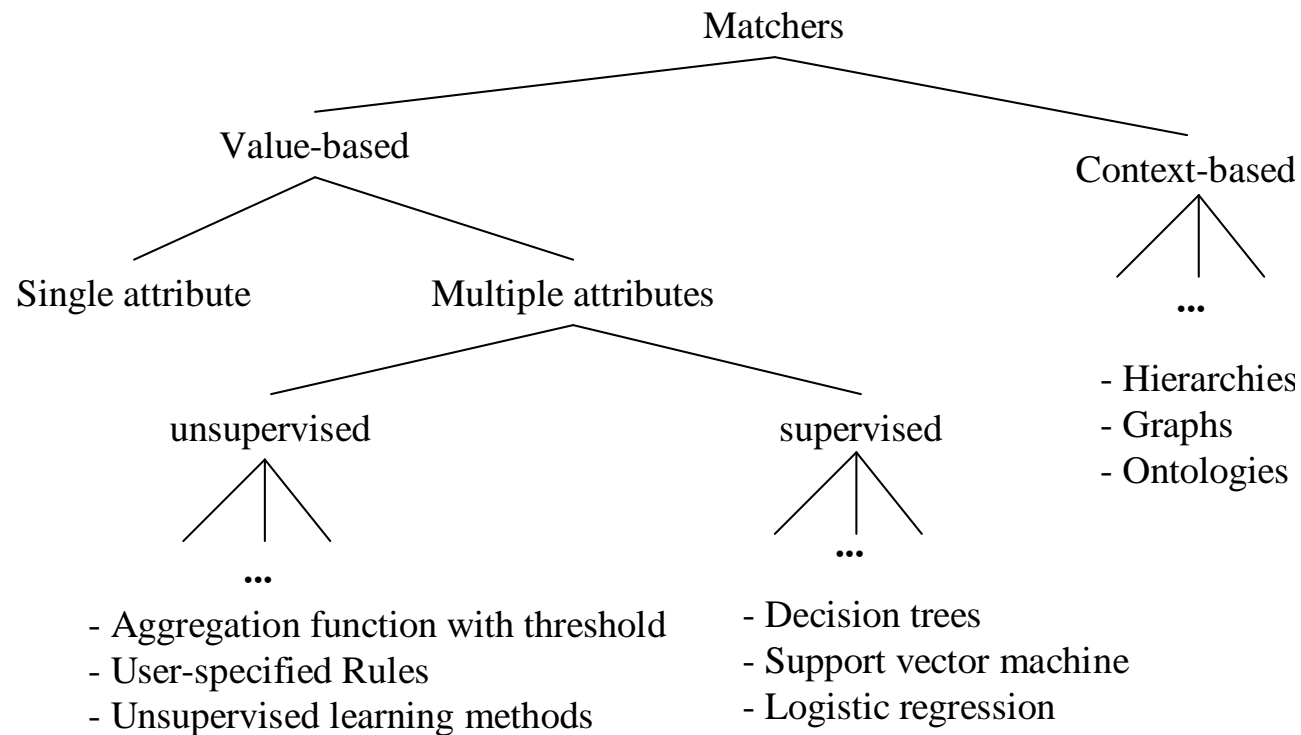 Matchers
Value-based
Context-based
Single attribute
Multiple attributes
...
- Hierarchies
- Graphs
- Ontologies
unsupervised
supervised
...
- Aggregation function with threshold
- User-specified Rules
- Unsupervised learning methods
...
- Decision trees
- Support vector machine
- Logistic regression